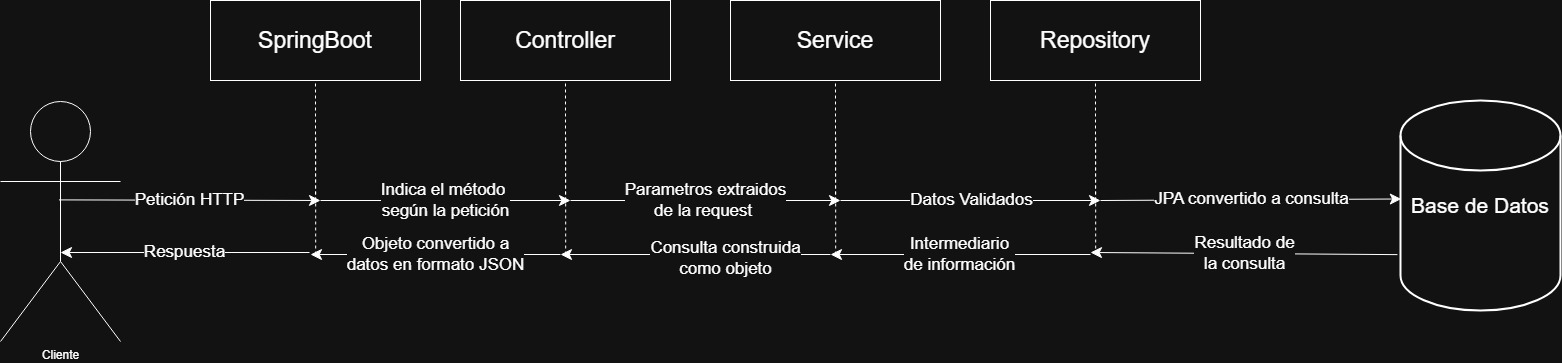 SpringBoot
Controller
Service
Repository
Petición HTTP
Indica el método
según la petición
Parametros extraidos
de la request
Datos Validados
JPA convertido a consulta
Base de Datos
Respuesta
Objeto convertido a
datos en formato JSON
Consulta construida
como objeto
Intermediario
de información
Resultado de
la consulta
Cliente